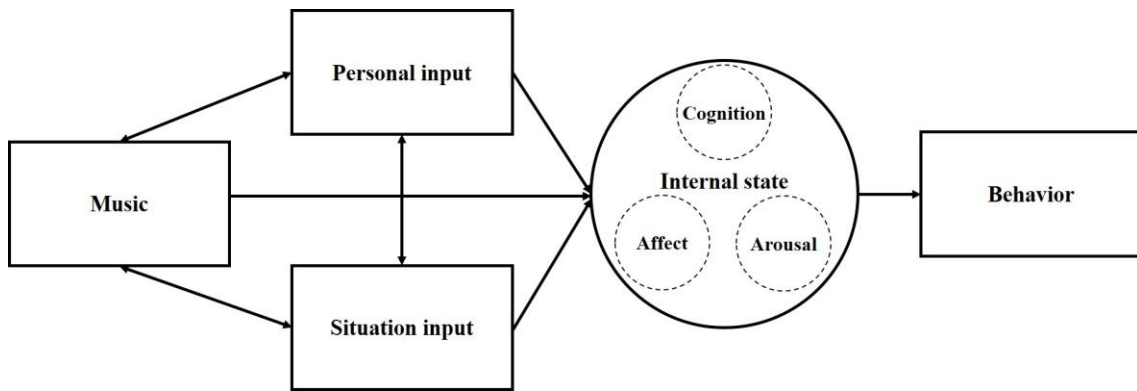 Personal input
Music
Situation input
Cognition
Internal state
Affect
Arousal
Behavior